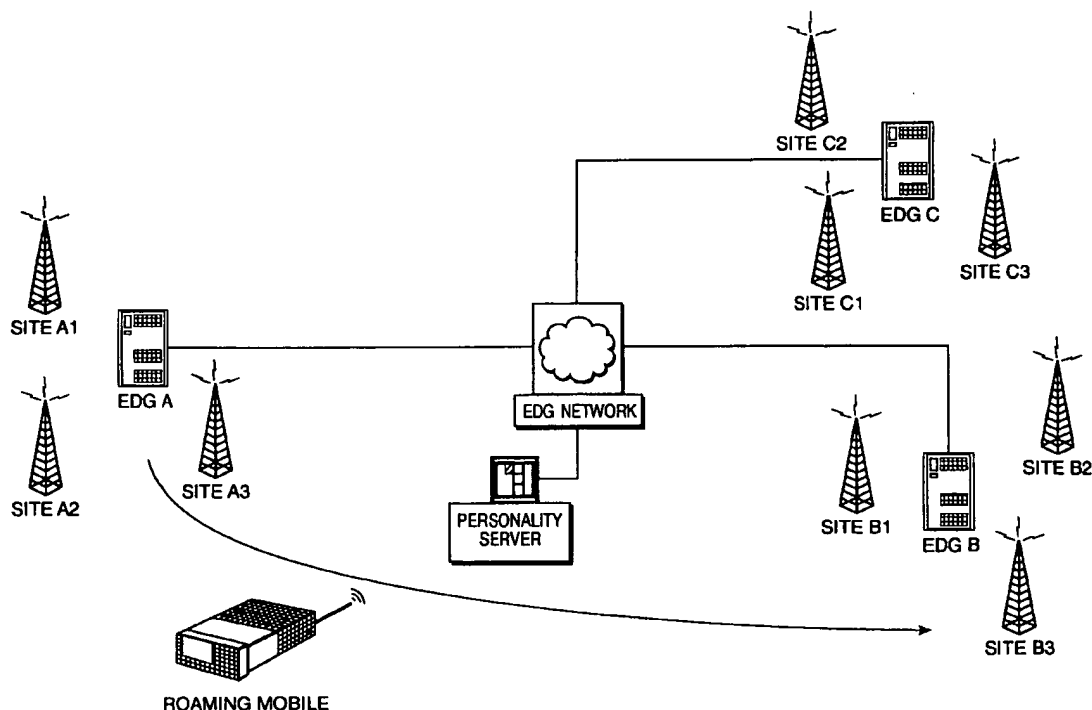 SITE C2
EDG C
SITE C3
SITE C1
SITE A1
EDG A
SITE A2
SITE A3
EDG NETWORK
PERSONALITY
SERVER
SITE B1
SITE B2
EDG B
SITE B3
ROAMING MOBILE